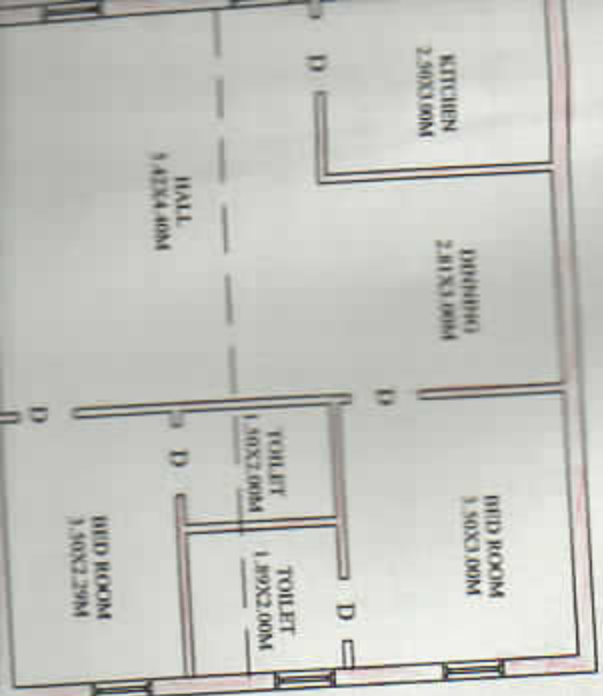 D
KITCHEN
2.50X3.00M
HALL
5.42X4.40M
DINING
2.81X3.00M
D
D
D
TOILET
1.50X2.00M
BED ROOM
3.50X3.00M
BED ROOM
3.50X2.29M
TOILET
1.89X2.00M
D